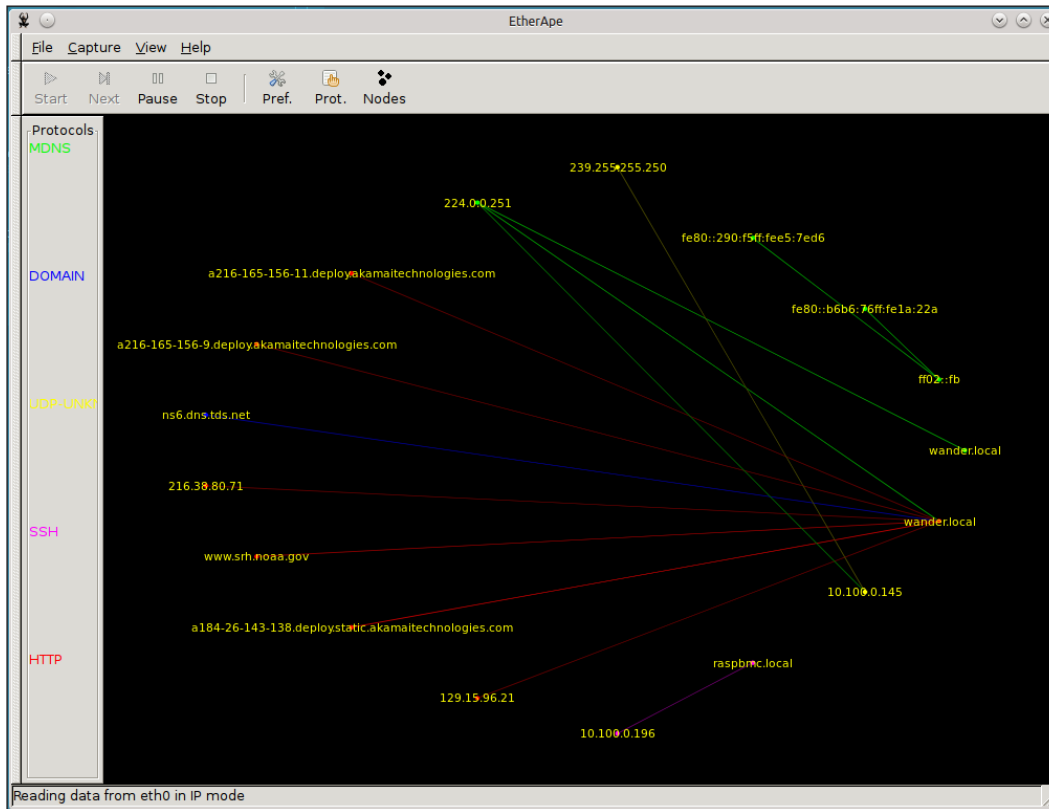 EtherApe
File Capture View Help
Start Next Pause Stop Pref. Prot. Nodes
Protocols
MDNS
DOMAIN
UDP-UNK
SSH
HTTP
239.255.255.250
224.0.0.251
fe80::290:f5ff:fee5:7ed6
a216-165-156-11.deploy.akamaitechnologies.com
fe80::b6b6:76ff:fe1a:22a
a216-165-156-9.deploy.akamaitechnologies.com
ff02::fb
ns6.dns.tds.net
wander.local
216.38.80.71
wander.local
www.srh.noaa.gov
10.100.0.145
a184-26-143-138.deploy.static.akamaitechnologies.com
raspbmc.local
129.15.96.21
10.100.0.196
Reading data from eth0 in IP mode